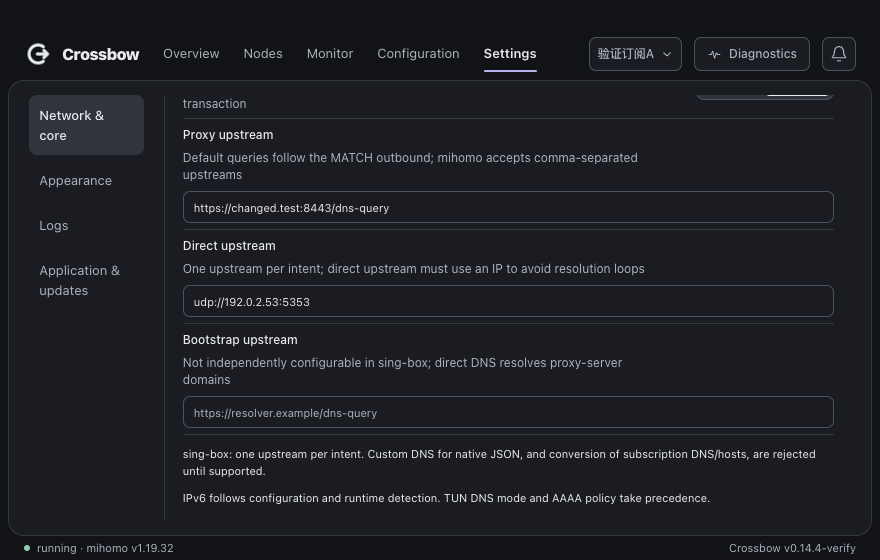 Crossbow Overview Nodes Monitor Configuration Settings 验证订阅A Diagnostics
Network &
core
Appearance
Logs
Application &
updates
transaction
Proxy upstream
Default queries follow the MATCH outbound; mihomo accepts comma-separated
upstreams
https://changed.test:8443/dns-query
Direct upstream
One upstream per intent; direct upstream must use an IP to avoid resolution loops
udp://192.0.2.53:5353
Bootstrap upstream
Not independently configurable in sing-box; direct DNS resolves proxy-server
domains
https://resolver.example/dns-query
sing-box: one upstream per intent. Custom DNS for native JSON, and conversion of subscription DNS/hosts, are rejected
until supported.
IPv6 follows configuration and runtime detection. TUN DNS mode and AAAA policy take precedence.
running · mihomo v1.19.32
Crossbow v0.14.4-verify